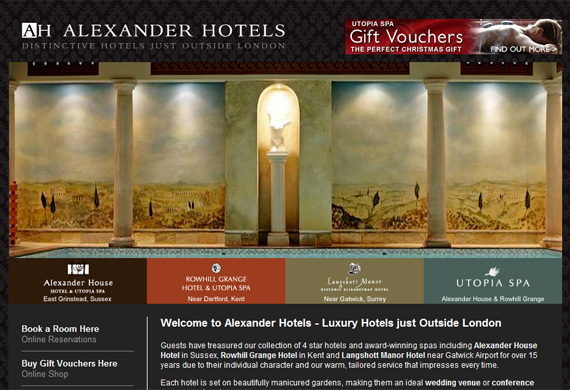 AH ALEXANDER HOTELS
DISTINCTIVE HOTELS JUST OUTSIDE LONDON
UTOPIA SPA
Gift Vouchers
THE PERFECT CHRISTMAS GIFT
FIND OUT MORE >
Alexander House
HOTEL & UTOPIA SPA
East Grinstead, Sussex
ROWHILL GRANGE
HOTEL & UTOPIA SPA
Near Dartford, Kent
Langshott Manor
HISTORIC ELIZABETHAN HOTEL
Near Gatwick, Surrey
UTOPIA SPA
Alexander House & Rowhill Grange
Book a Room Here
Online Reservations
Buy Gift Vouchers Here
Online Shop
Welcome to Alexander Hotels - Luxury Hotels just Outside London
Guests have treasured our collection of 4 star hotels and award-winning spas including Alexander House
Hotel in Sussex, Rowhill Grange Hotel in Kent and Langshott Manor Hotel near Gatwick Airport for over 15
years due to their individual character and our warm, tailored service that impresses every time.
Each hotel is set on beautifully manicured gardens, making them an ideal wedding venue or conference